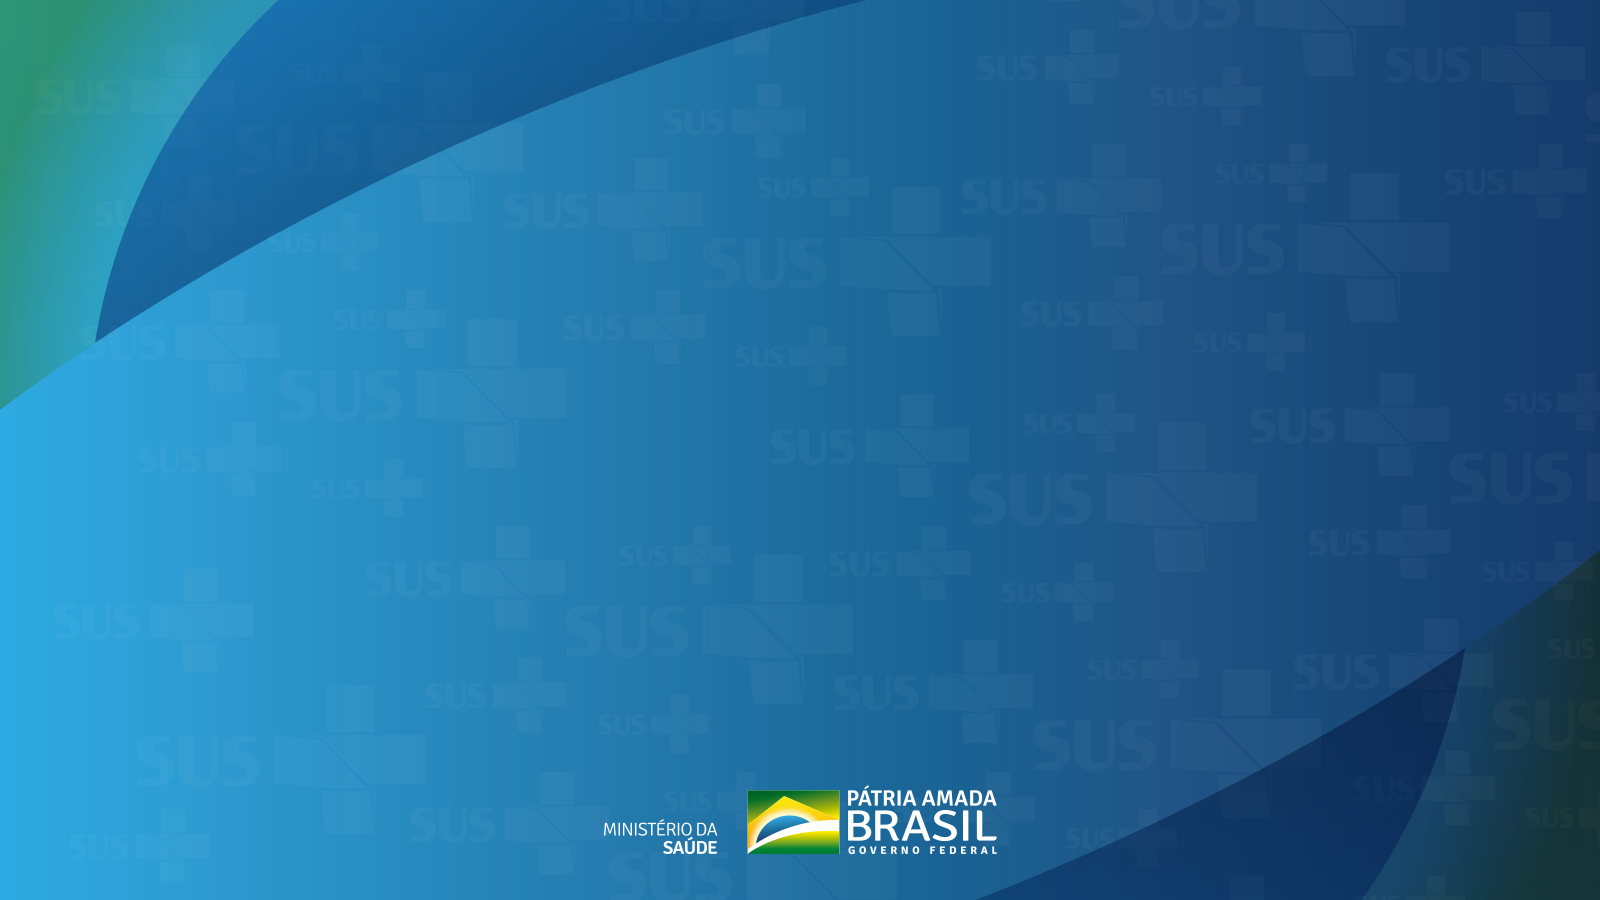 MINISTÉRIO DA
SAÚDE
PÁTRIA AMADA
BRASIL
GOVERNO FEDERAL